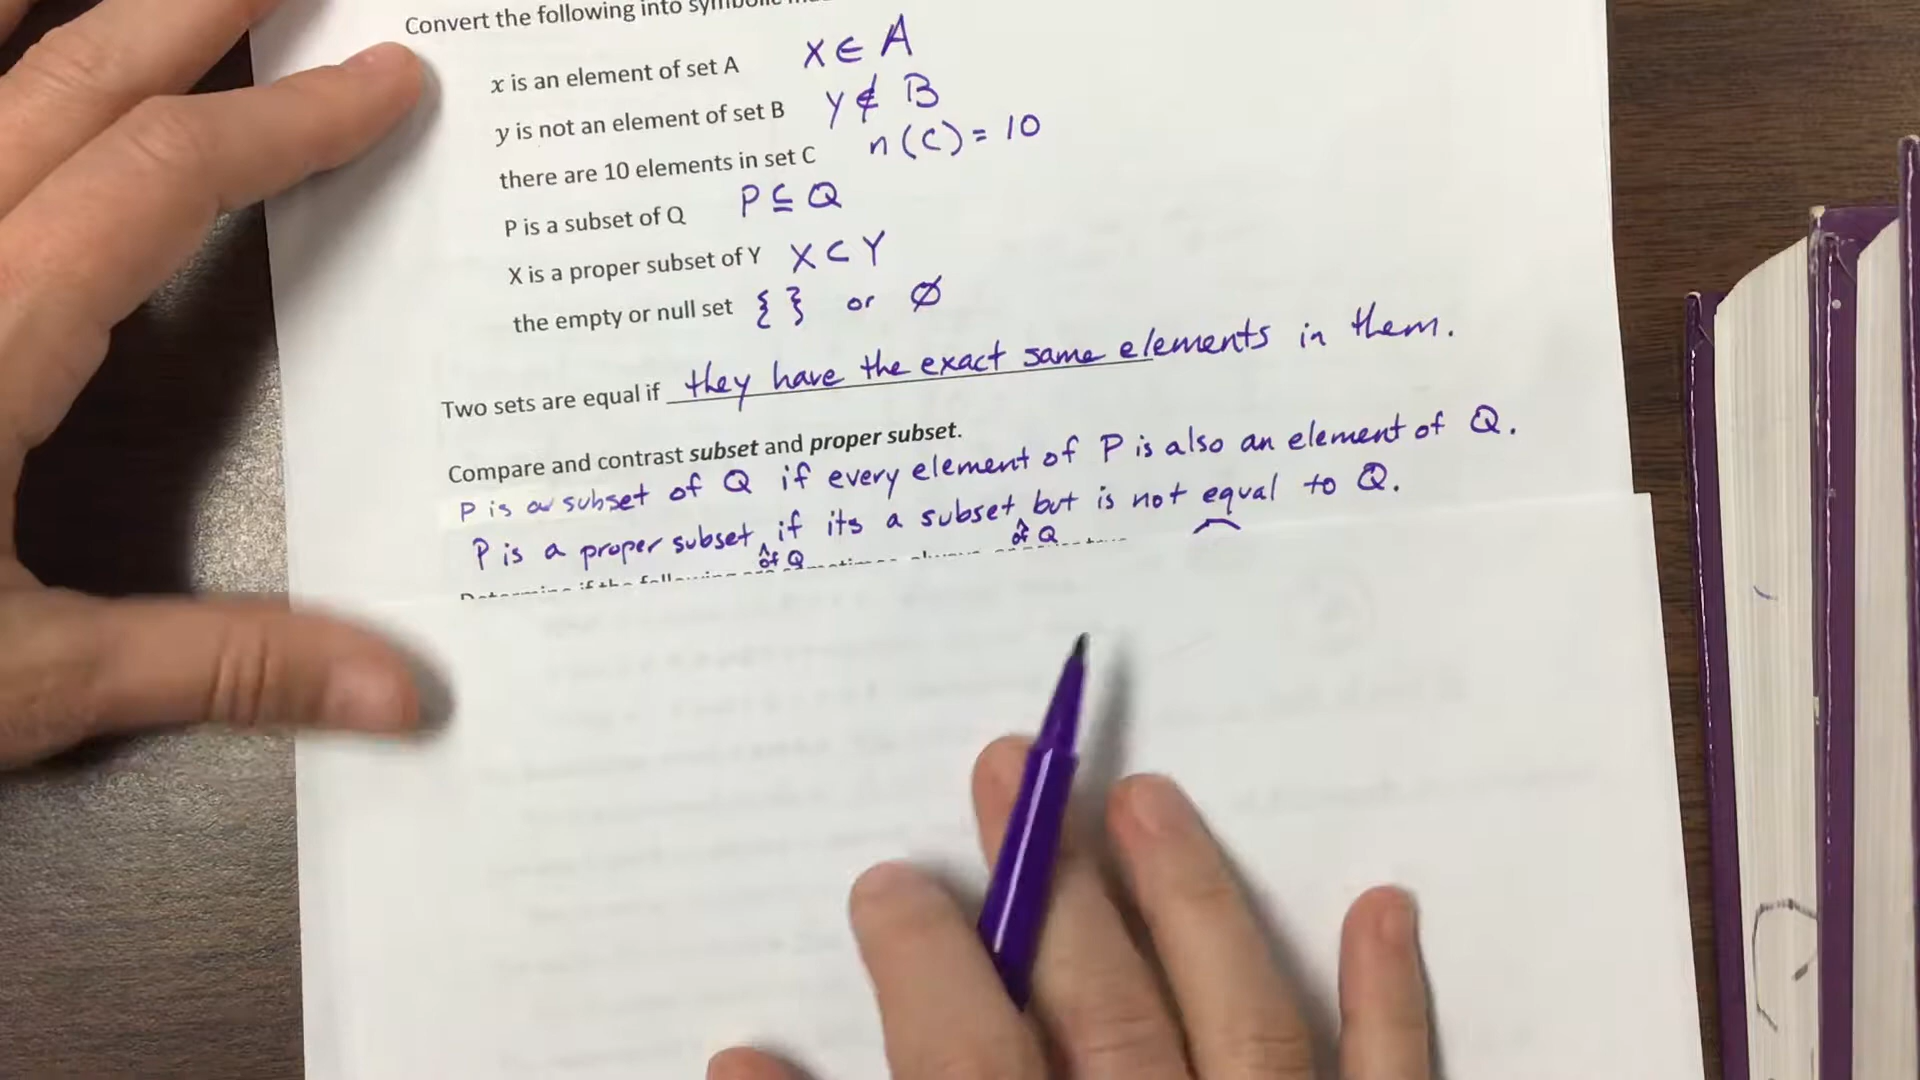 Convert the following into
x is an element of set A X ∈ A
y is not an element of set B Y ∉ B
there are 10 elements in set C n(C) = 10
P is a subset of Q P ⊆ Q
X is a proper subset of Y X ⊂ Y
the empty or null set { } or ∅
Two sets are equal if they have the exact same elements in them.
Compare and contrast subset and proper subset.
P is a subset of Q if every element of P is also an element of Q.
P is a proper subset ^ if its a subset ^ but is not equal to Q.
of Q of Q